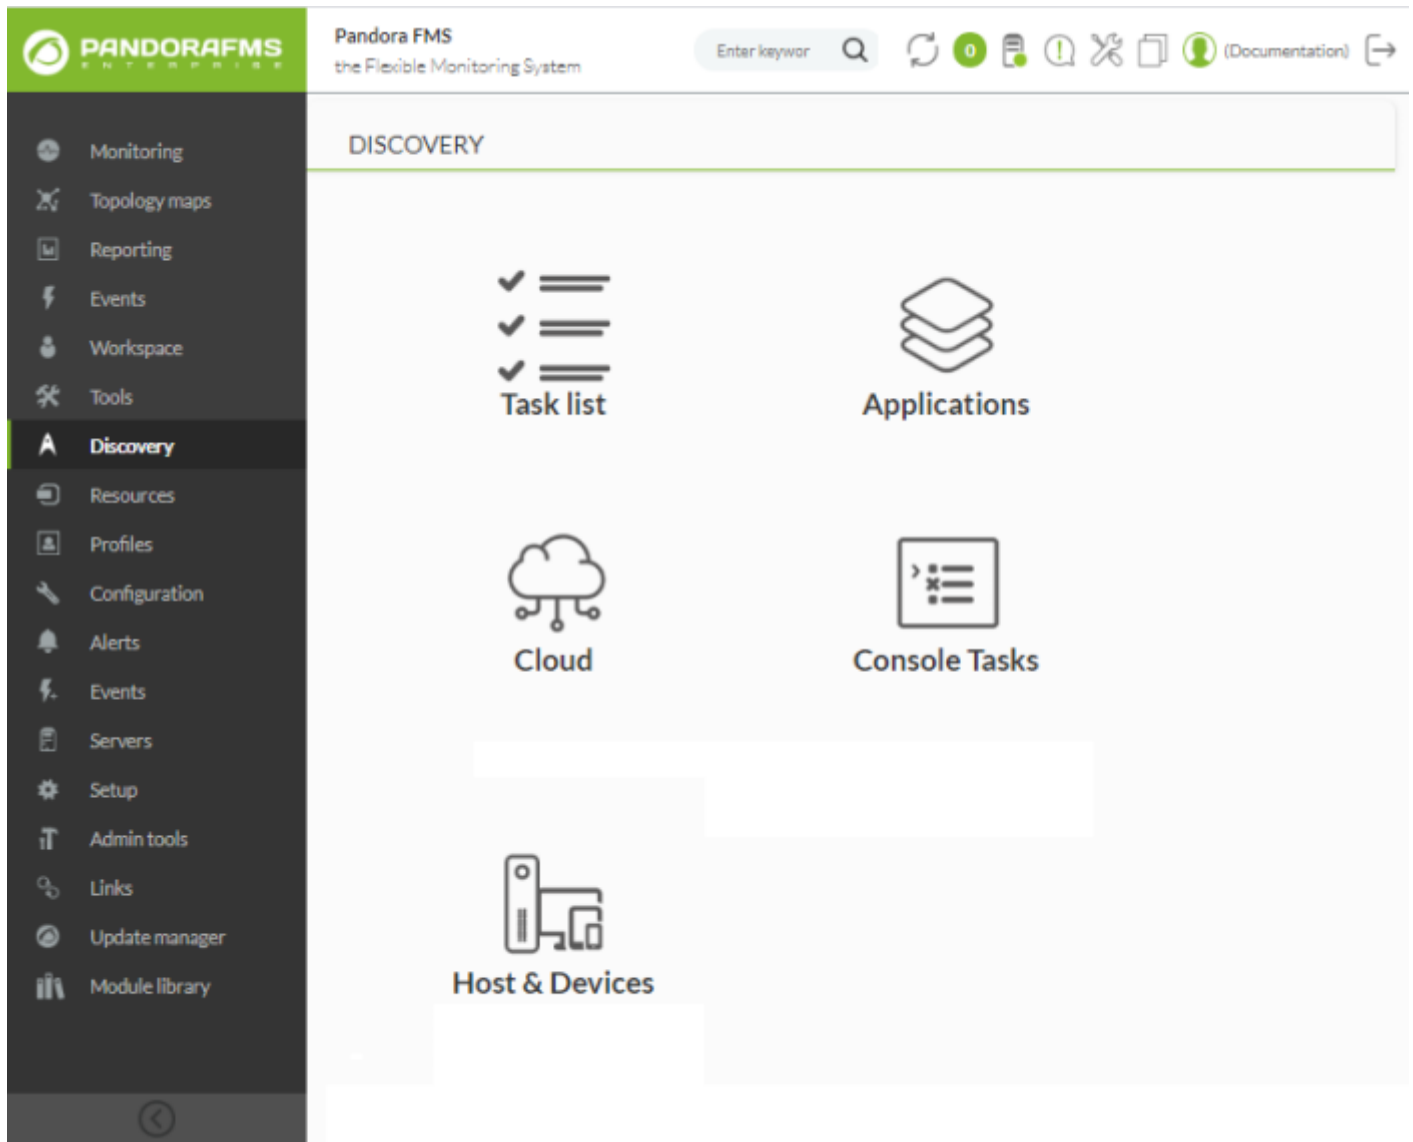 PANDORAFMS
ENTERPRISE
Pandora FMS
the Flexible Monitoring System
Enter keywor
0
(Documentation)
Monitoring
Topology maps
Reporting
Events
Workspace
Tools
Discovery
Resources
Profiles
Configuration
Alerts
Events
Servers
Setup
Admin tools
Links
Update manager
Module library
DISCOVERY
Task list
Applications
Cloud
Console Tasks
Host & Devices